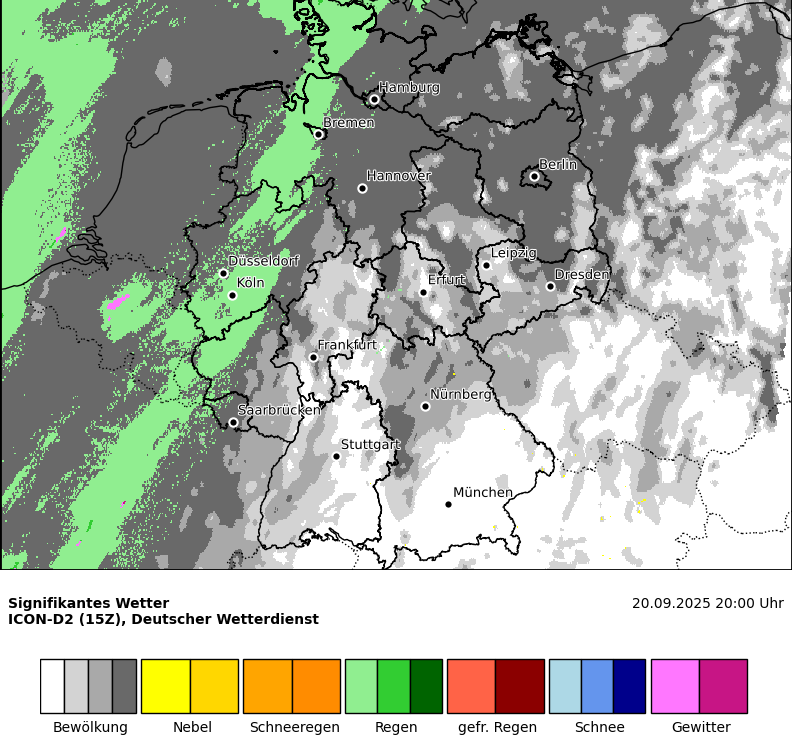 Hamburg
Bremen
Berlin
Hannover
Düsseldorf
Leipzig
Köln
Erfurt
Dresden
Frankfurt
Nürnberg
Saarbrücken
Stuttgart
München
Signifikantes Wetter
20.09.2025 20:00 Uhr
ICON-D2 (15Z), Deutscher Wetterdienst
Bewölkung Nebel Schneeregen Regen gefr. Regen Schnee Gewitter